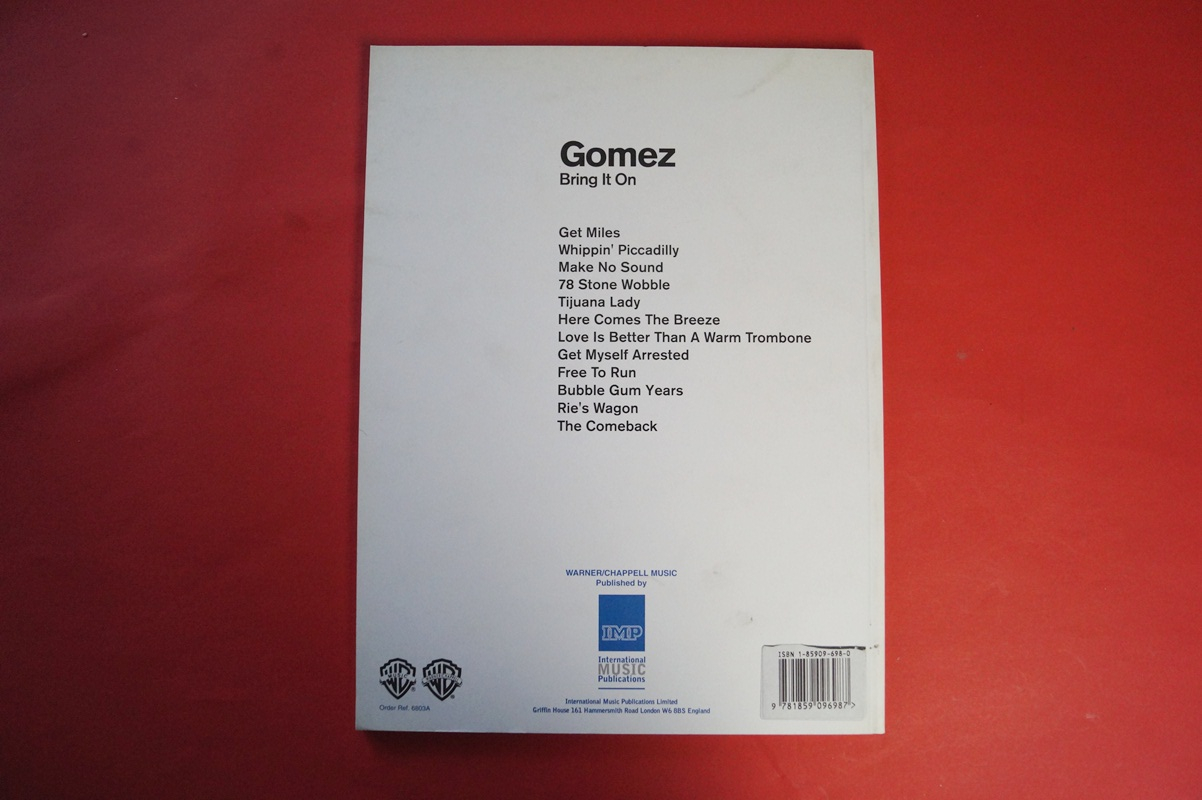 Gomez
Bring It On
Get Miles
Whippin' Piccadilly
Make No Sound
78 Stone Wobble
Tijuana Lady
Here Comes The Breeze
Love Is Better Than A Warm Trombone
Get Myself Arrested
Free To Run
Bubble Gum Years
Rie's Wagon
The Comeback
WARNER/CHAPPELL MUSIC
Published by
IMP
International
MUSIC
Publications
International Music Publications Limited
Griffin House 161 Hammersmith Road London W6 8BS England
Order Ref. 6803A
ISBN 1-85909-698-0
9 781859 096987 >